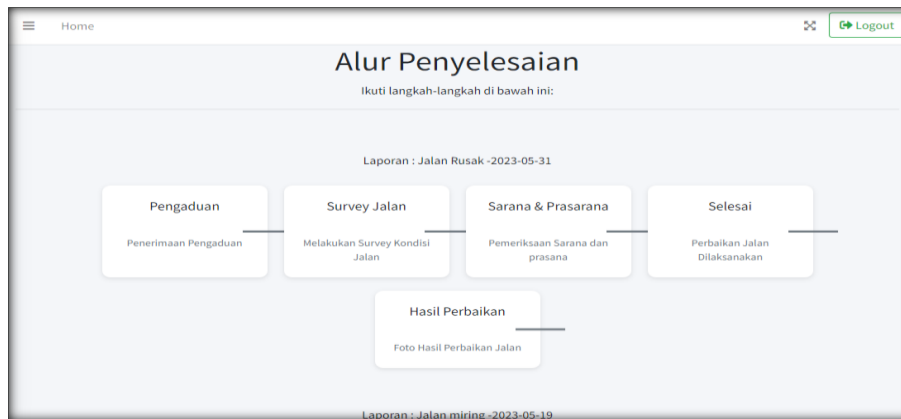 Home
Logout
Alur Penyelesaian
Ikuti langkah-langkah di bawah ini:
Laporan : Jalan Rusak -2023-05-31
Pengaduan
Penerimaan Pengaduan
Survey Jalan
Melakukan Survey Kondisi
Jalan
Sarana & Prasarana
Pemeriksaan Sarana dan
prasana
Selesai
Perbaikan Jalan
Dilaksanakan
Hasil Perbaikan
Foto Hasil Perbaikan Jalan
Laporan : Jalan miring -2023-05-19